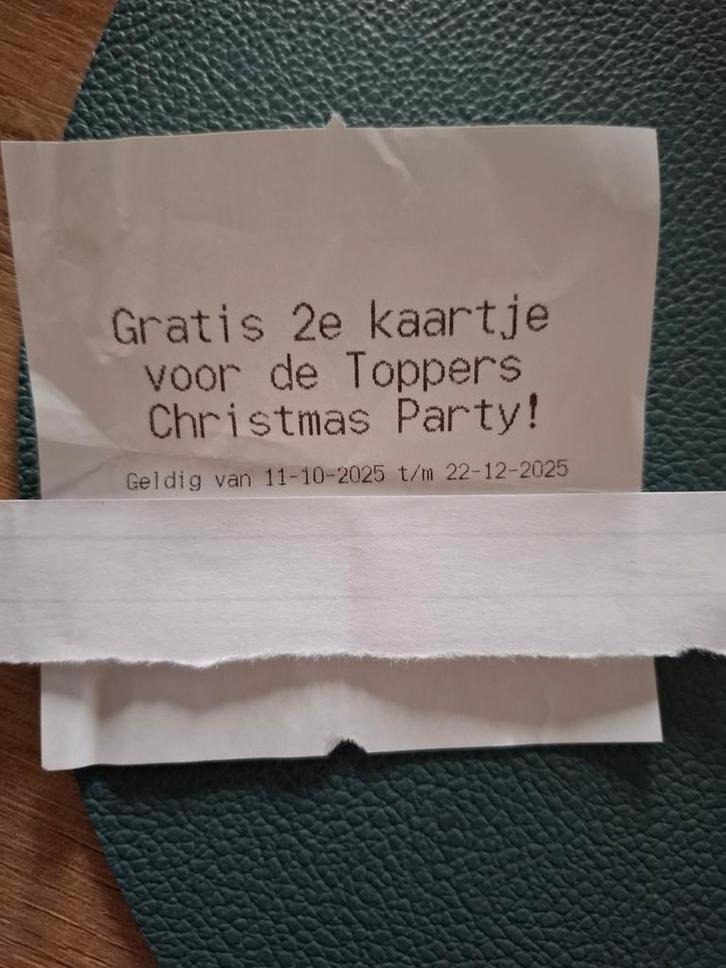 Gratis 2e kaartje
voor de Toppers
Christmas Party!
Geldig van 11-10-2025 t/m 22-12-2025